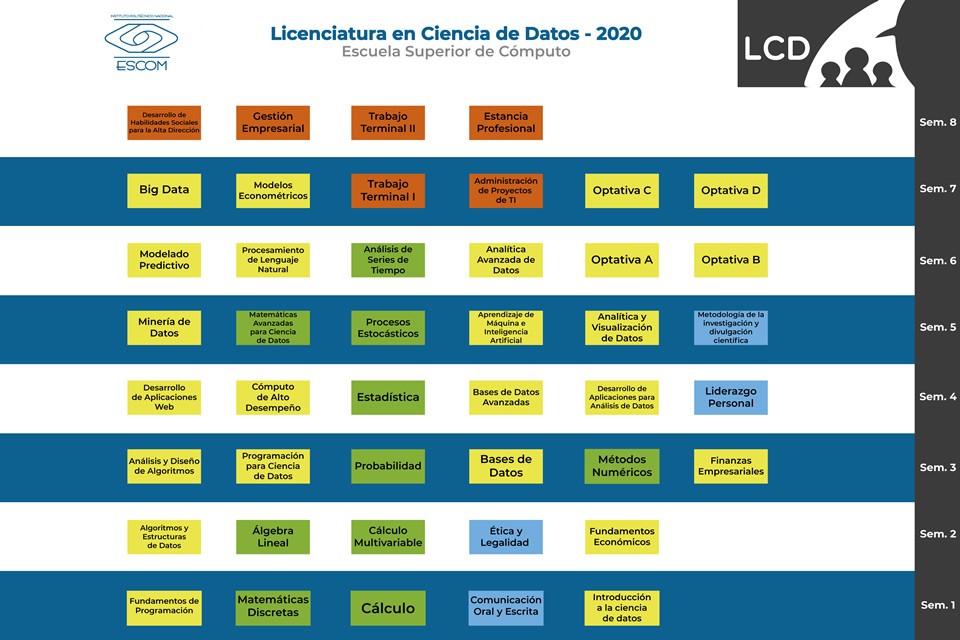 INSTITUTO POLITÉCNICO NACIONAL
ESCOM
Licenciatura en Ciencia de Datos - 2020
Escuela Superior de Cómputo
LCD
Desarrollo de
Habilidades Sociales
para la Alta Dirección
Gestión
Empresarial
Trabajo
Terminal II
Estancia
Profesional
Sem. 8
Big Data
Modelos
Econométricos
Trabajo
Terminal I
Administración
de Proyectos
de TI
Optativa C
Optativa D
Sem. 7
Modelado
Predictivo
Procesamiento
de Lenguaje
Natural
Análisis de
Series de
Tiempo
Analítica
Avanzada de
Datos
Optativa A
Optativa B
Sem. 6
Minería de
Datos
Matemáticas
Avanzadas
para Ciencia
de Datos
Procesos
Estocásticos
Aprendizaje de
Máquina e
Inteligencia
Artificial
Analítica y
Visualización
de Datos
Metodología de la
investigación y
divulgación
científica
Sem. 5
Desarrollo
de Aplicaciones
Web
Cómputo
de Alto
Desempeño
Estadística
Bases de Datos
Avanzadas
Desarrollo de
Aplicaciones para
Análisis de Datos
Liderazgo
Personal
Sem. 4
Análisis y Diseño
de Algoritmos
Programación
para Ciencia
de Datos
Probabilidad
Bases de
Datos
Métodos
Numéricos
Finanzas
Empresariales
Sem. 3
Algoritmos y
Estructuras
de Datos
Álgebra
Lineal
Cálculo
Multivariable
Ética y
Legalidad
Fundamentos
Económicos
Sem. 2
Fundamentos de
Programación
Matemáticas
Discretas
Cálculo
Comunicación
Oral y Escrita
Introducción
a la ciencia
de datos
Sem. 1